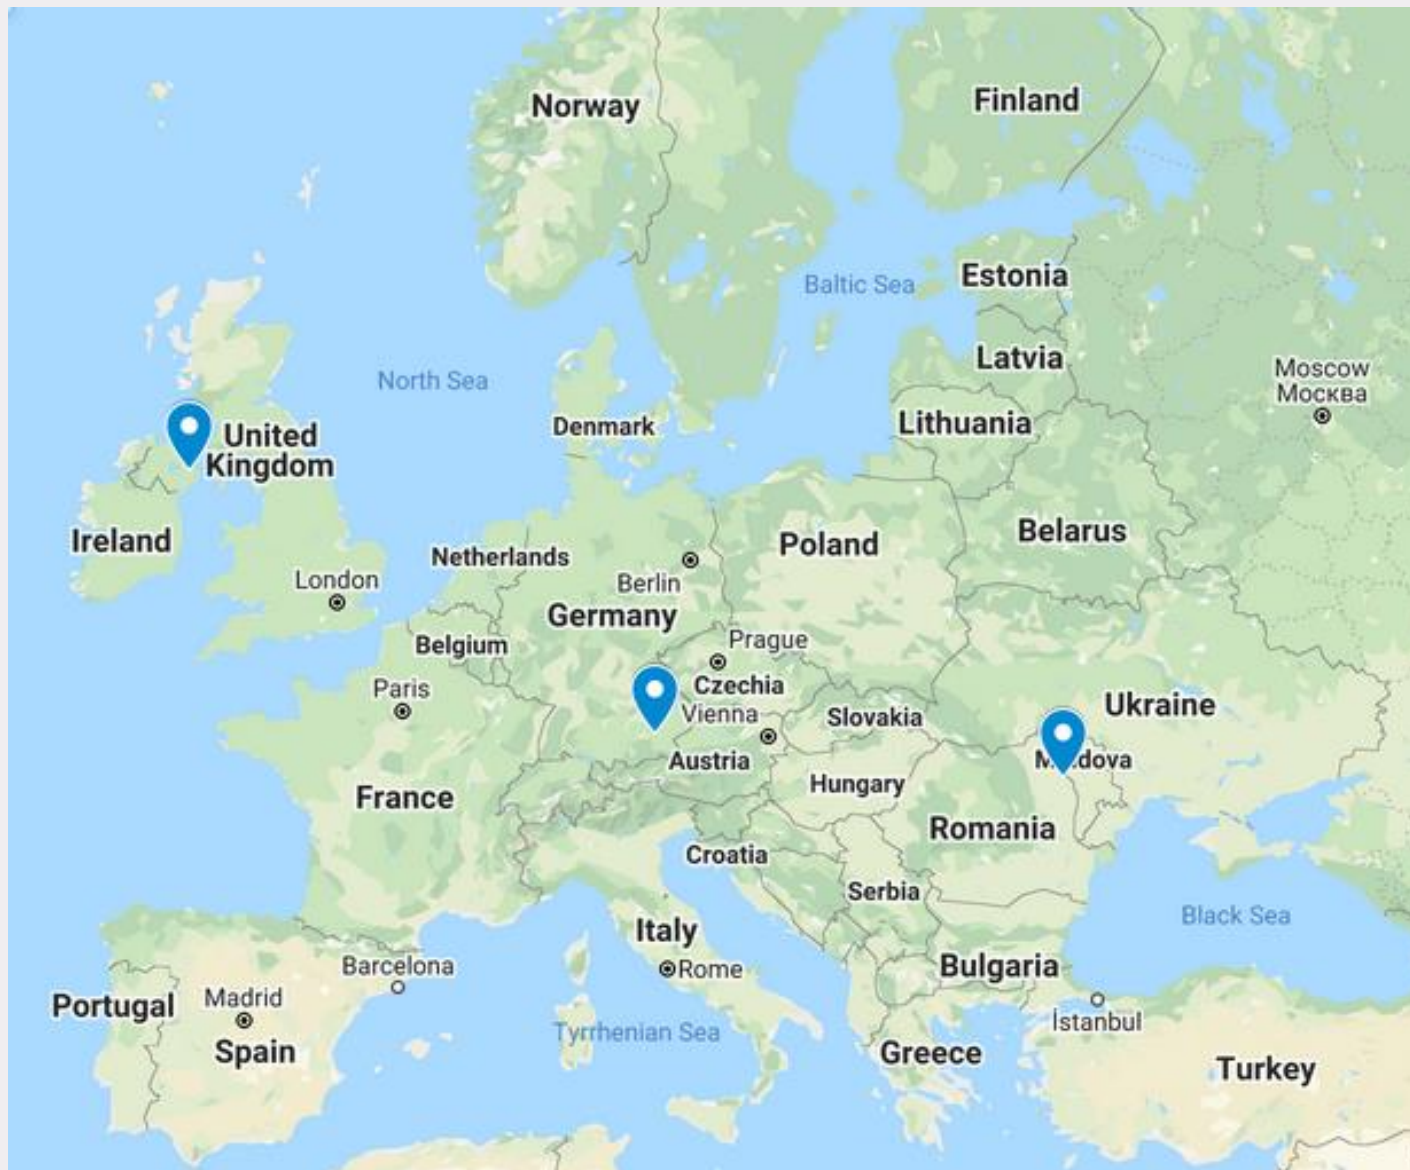 Norway
Finland
Baltic Sea
Estonia
Latvia
Moscow
Москва
North Sea
Denmark
Lithuania
United
Kingdom
Ireland
Netherlands
Poland
Belarus
London
Berlin
Germany
Belgium
Prague
Czechia
Paris
Vienna
Slovakia
Ukraine
Austria
Moldova
Hungary
France
Romania
Croatia
Serbia
Italy
Black Sea
Barcelona
Rome
Bulgaria
Portugal
Madrid
İstanbul
Tyrrhenian Sea
Spain
Greece
Turkey